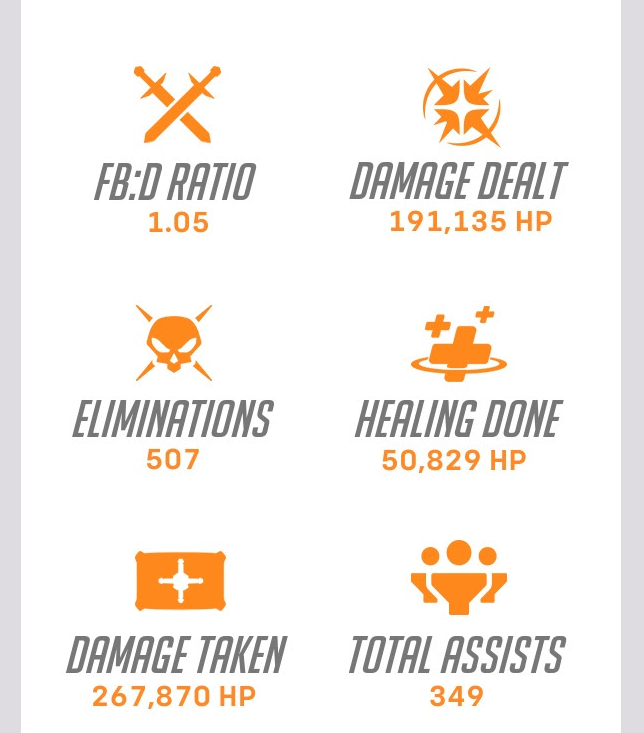 FB:D RATIO
1.05
DAMAGE DEALT
191,135 HP
ELIMINATIONS
507
HEALING DONE
50,829 HP
DAMAGE TAKEN
267,870 HP
TOTAL ASSISTS
349